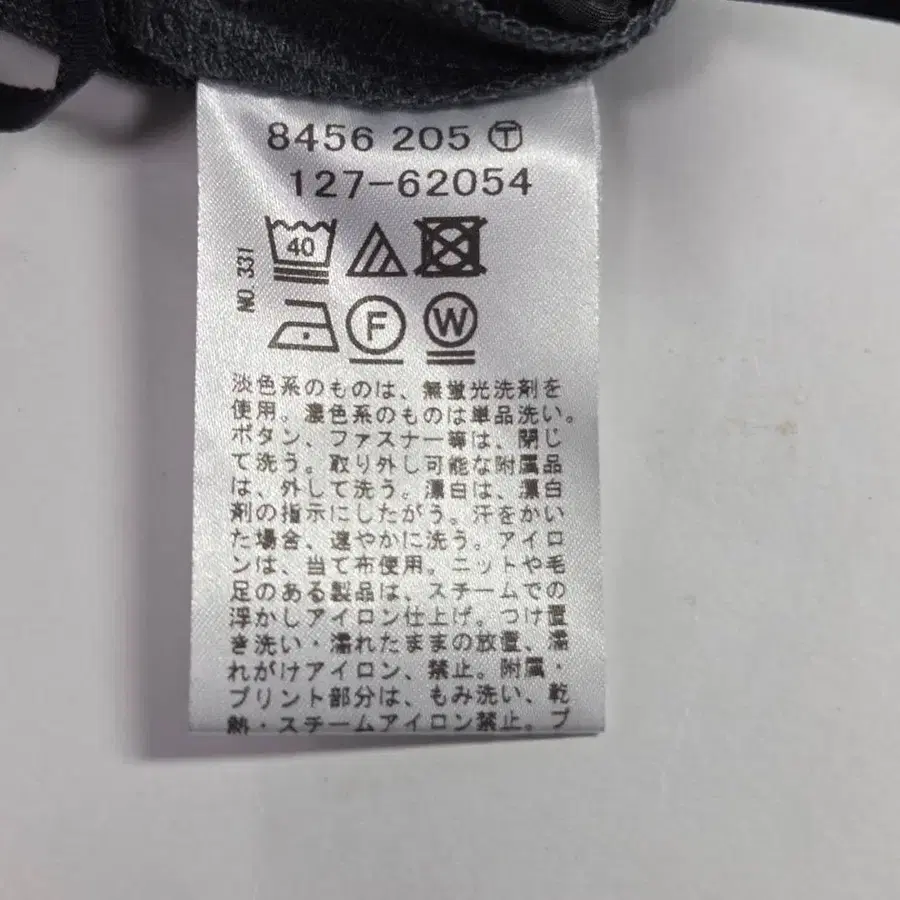 8456 205 Ⓣ
127-62054
NO.331
40
F
W
淡色系のものは、無蛍光洗剤を
使用。濃色系のものは単品洗い。
ボタン、ファスナー等は、閉じ
て洗う。取り外し可能な附属品
は、外して洗う。漂白は、漂白
剤の指示にしたがう。汗をかい
た場合、速やかに洗う。アイロ
ンは、当て布使用。ニットや毛
足のある製品は、スチームでの
浮かしアイロン仕上げ。つけ置
き洗い・濡れたままの放置、濡
れがけアイロン、禁止。附属・
プリント部分は、もみ洗い、乾
熱・スチームアイロン禁止。プ